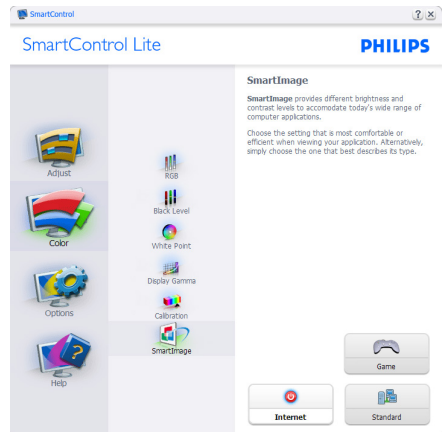 SmartControl
SmartControl Lite
PHILIPS
Adjust
Color
Options
Help
RGB
Black Level
White Point
Display Gamma
Calibration
SmartImage
SmartImage
SmartImage provides different brightness and
contrast levels to accomodate today's wide range of
computer applications.
Choose the setting that is most comfortable or
efficient when viewing your application. Alternatively,
simply choose the one that best describes its type.
Game
Internet
Standard